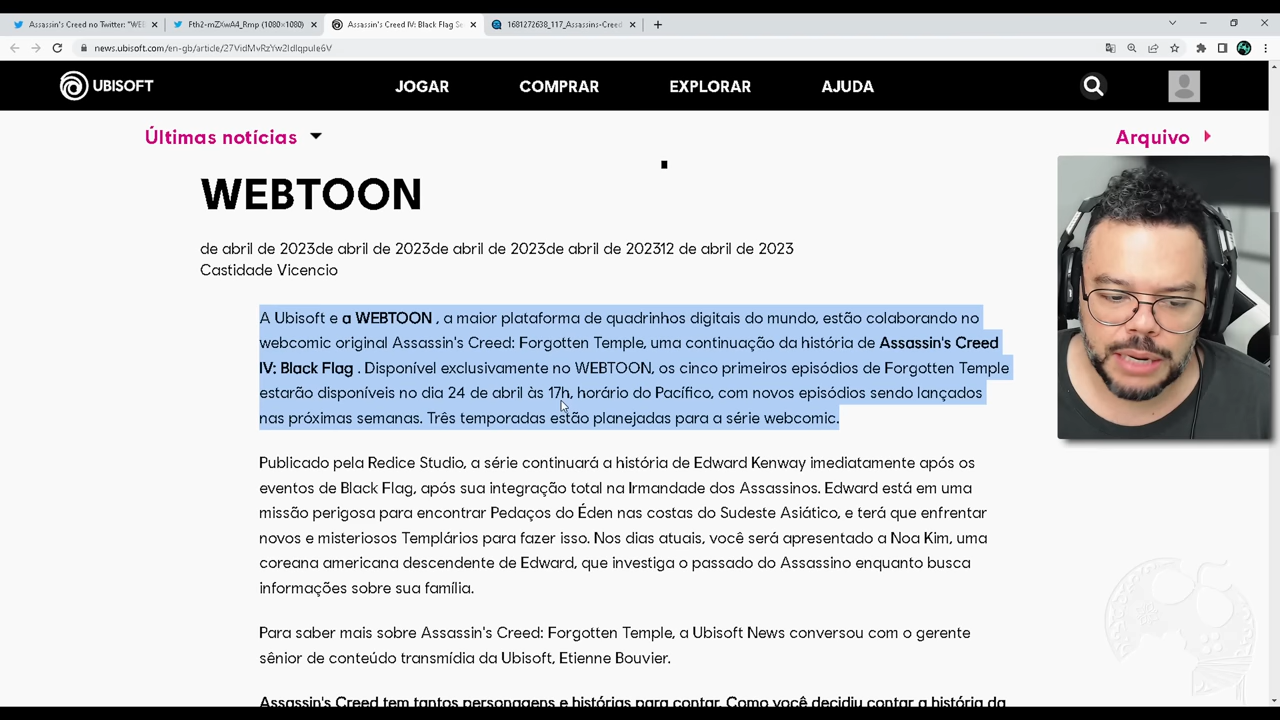 Assassin's Creed no Twitter: "WEB
Fth2-mZXwA4_Rmp (1080×1080)
Assassin's Creed IV: Black Flag Se
1681272638_117_Assassins-Creed
news.ubisoft.com/en-gb/article/27VidMvRzYw2IdIqpule6V
UBISOFT
JOGAR
COMPRAR
EXPLORAR
AJUDA
Últimas notícias
Arquivo
WEBTOON
de abril de 2023de abril de 2023de abril de 2023de abril de 202312 de abril de 2023
Castidade Vicencio
A Ubisoft e a WEBTOON , a maior plataforma de quadrinhos digitais do mundo, estão colaborando no
webcomic original Assassin's Creed: Forgotten Temple, uma continuação da história de Assassin's Creed
IV: Black Flag . Disponível exclusivamente no WEBTOON, os cinco primeiros episódios de Forgotten Temple
estarão disponíveis no dia 24 de abril às 17h, horário do Pacífico, com novos episódios sendo lançados
nas próximas semanas. Três temporadas estão planejadas para a série webcomic.
Publicado pela Redice Studio, a série continuará a história de Edward Kenway imediatamente após os
eventos de Black Flag, após sua integração total na Irmandade dos Assassinos. Edward está em uma
missão perigosa para encontrar Pedaços do Éden nas costas do Sudeste Asiático, e terá que enfrentar
novos e misteriosos Templários para fazer isso. Nos dias atuais, você será apresentado a Noa Kim, uma
coreana americana descendente de Edward, que investiga o passado do Assassino enquanto busca
informações sobre sua família.
Para saber mais sobre Assassin's Creed: Forgotten Temple, a Ubisoft News conversou com o gerente
sênior de conteúdo transmídia da Ubisoft, Etienne Bouvier.
Assassin's Creed tem tantos personagens e histórias para contar. Como você decidiu contar a história da